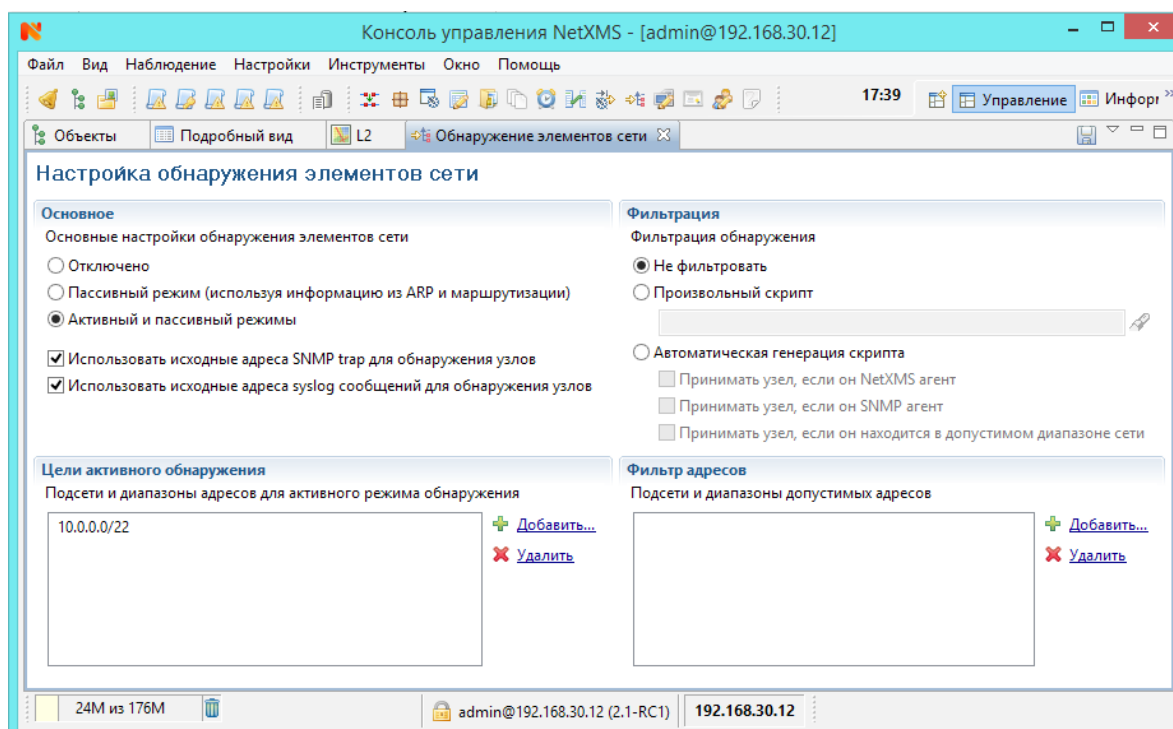 Консоль управления NetXMS - [admin@192.168.30.12]
Файл Вид Наблюдение Настройки Инструменты Окно Помощь
17:39 Управление Инфорг
Объекты Подробный вид L2 Обнаружение элементов сети
Настройка обнаружения элементов сети
Основное
Основные настройки обнаружения элементов сети
Отключено
Пассивный режим (используя информацию из ARP и маршрутизации)
Активный и пассивный режимы
Использовать исходные адреса SNMP trap для обнаружения узлов
Использовать исходные адреса syslog сообщений для обнаружения узлов
Фильтрация
Фильтрация обнаружения
Не фильтровать
Произвольный скрипт
Автоматическая генерация скрипта
Принимать узел, если он NetXMS агент
Принимать узел, если он SNMP агент
Принимать узел, если он находится в допустимом диапазоне сети
Цели активного обнаружения
Подсети и диапазоны адресов для активного режима обнаружения
10.0.0.0/22
Добавить...
Удалить
Фильтр адресов
Подсети и диапазоны допустимых адресов
Добавить...
Удалить
24M из 176M
admin@192.168.30.12 (2.1-RC1)
192.168.30.12